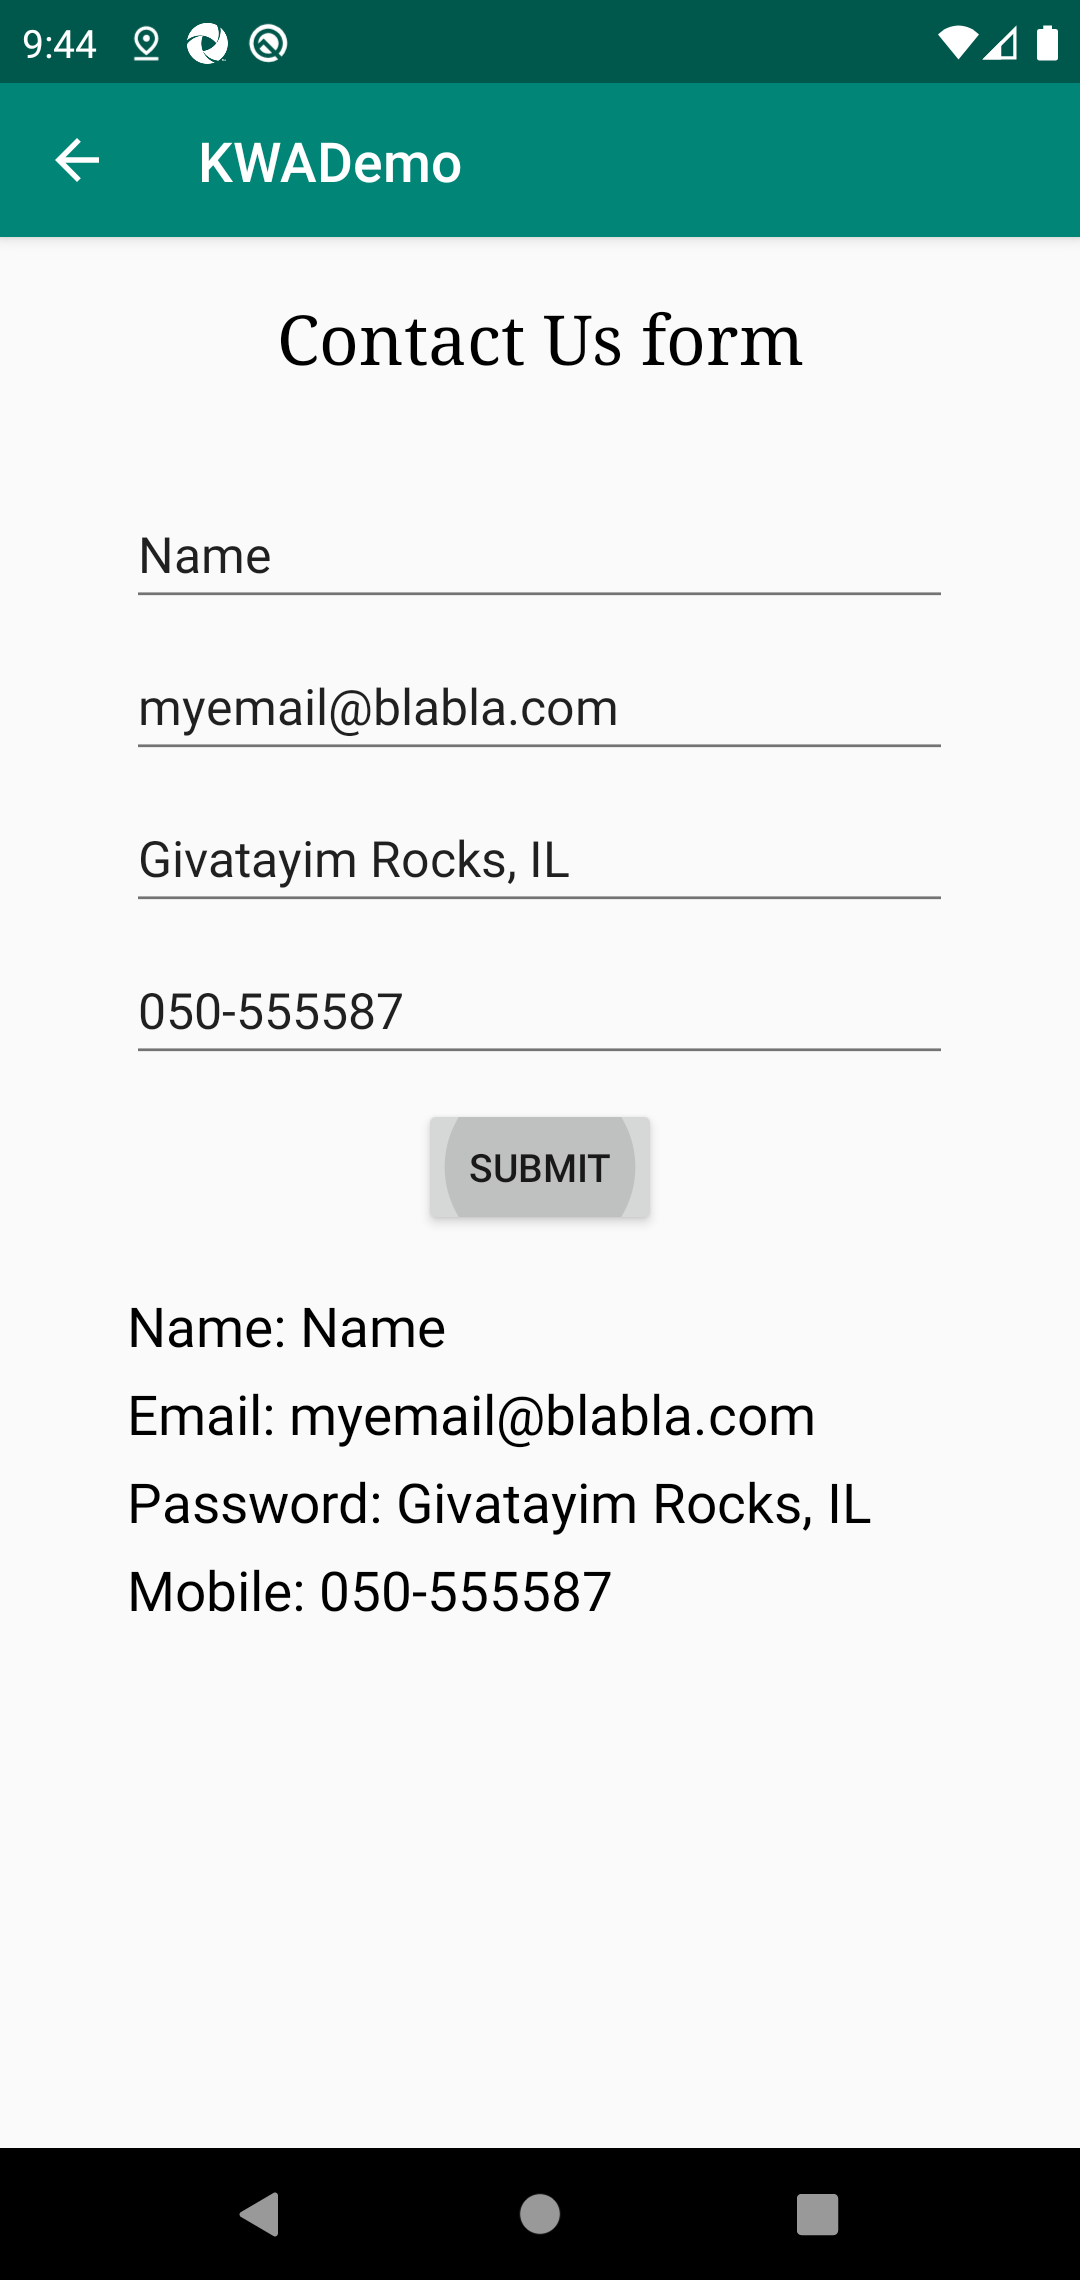 9:44
KWADemo
Contact Us form
Name
myemail@blabla.com
Givatayim Rocks, IL
050-555587
SUBMIT
Name: Name
Email: myemail@blabla.com
Password: Givatayim Rocks, IL
Mobile: 050-555587